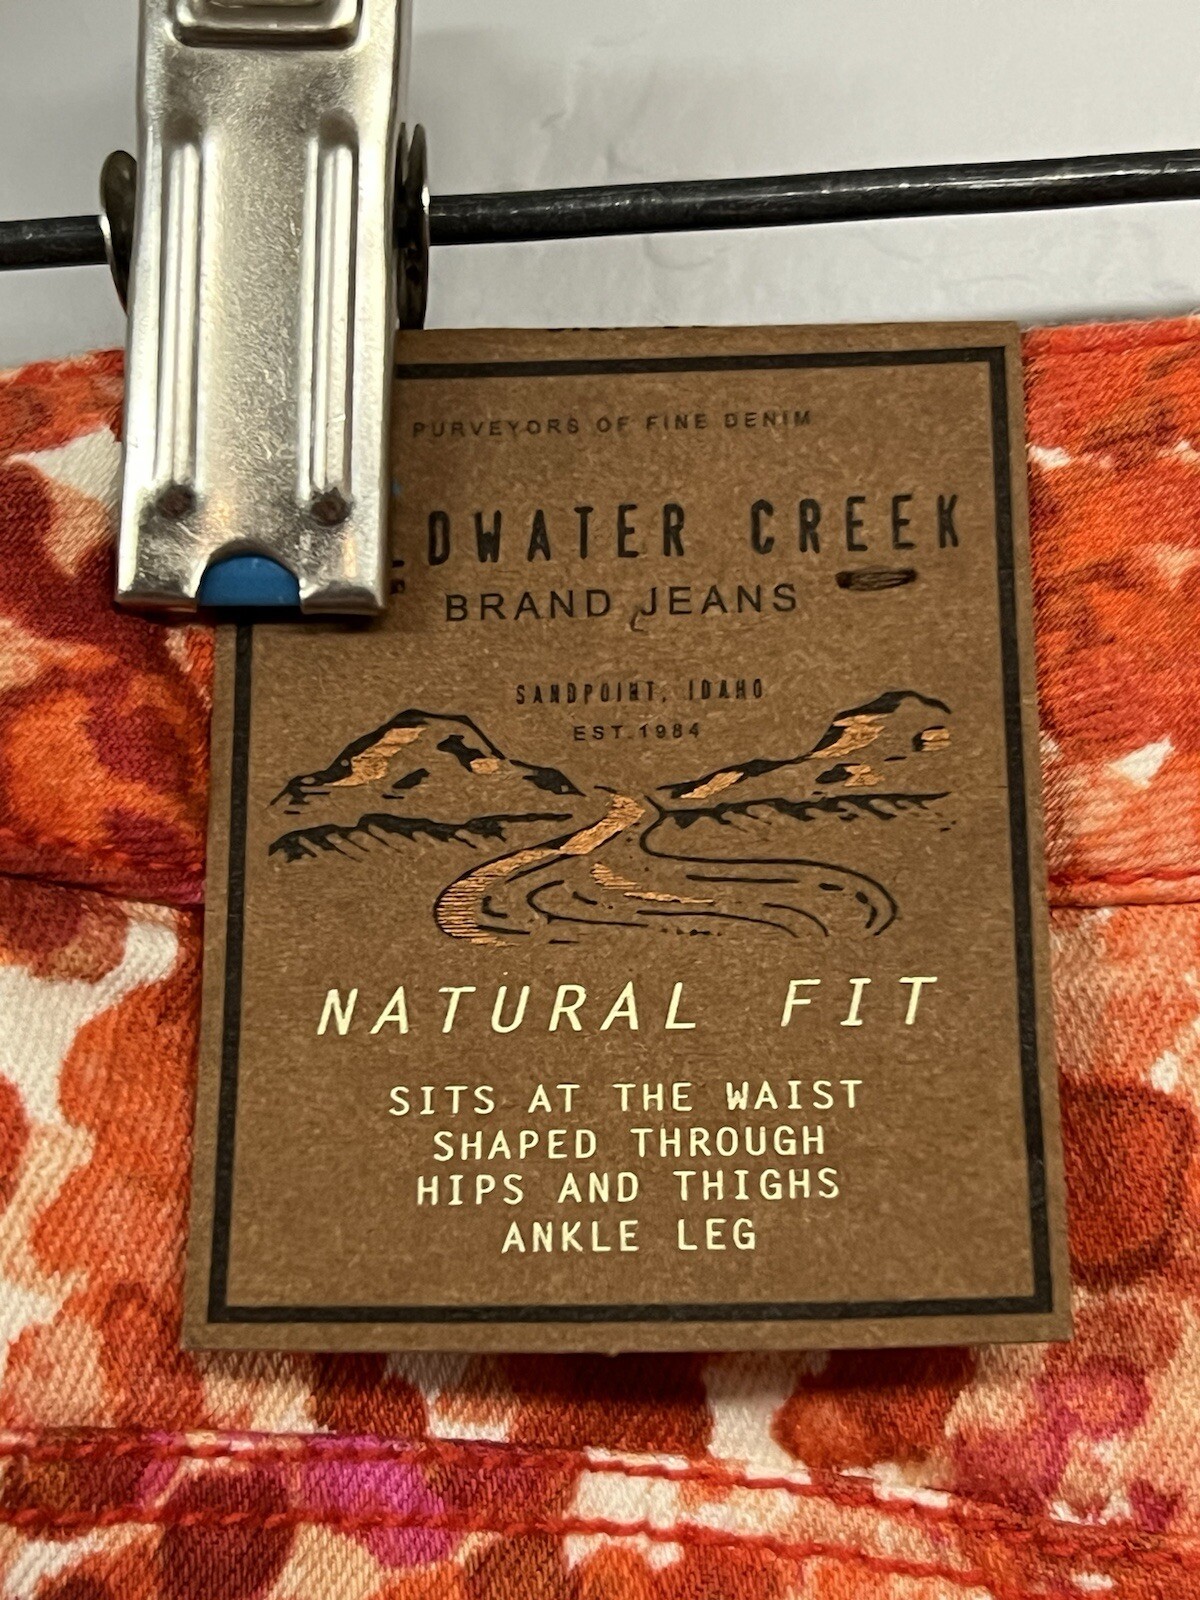 PURVEYORS OF FINE DENIM
LDWATER CREEK
BRAND JEANS
SANDPOINT, IDAHO
EST.1984
NATURAL FIT
SITS AT THE WAIST
SHAPED THROUGH
HIPS AND THIGHS
ANKLE LEG